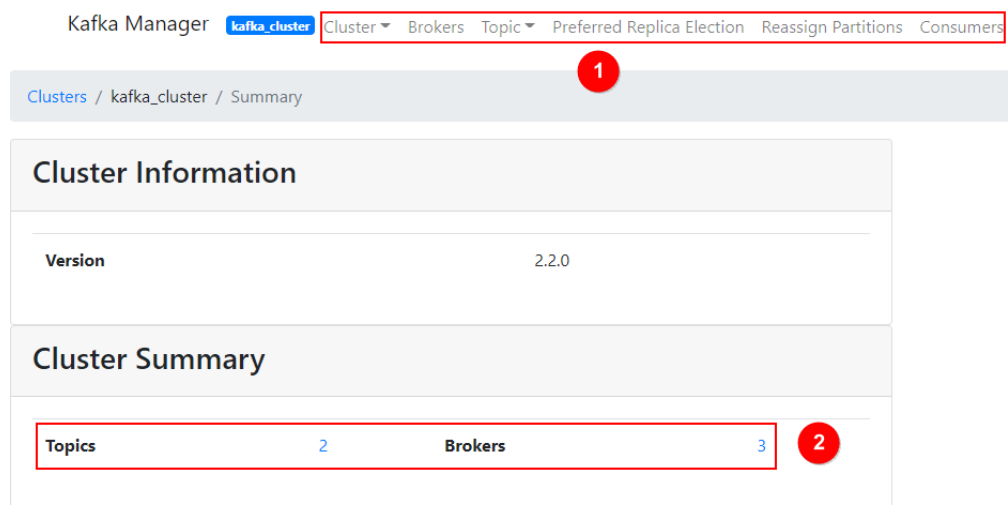 Kafka Manager kafka_cluster Cluster Brokers Topic Preferred Replica Election Reassign Partitions Consumers
1
Clusters / kafka_cluster / Summary
Cluster Information
Version 2.2.0
Cluster Summary
Topics 2 Brokers 3 2